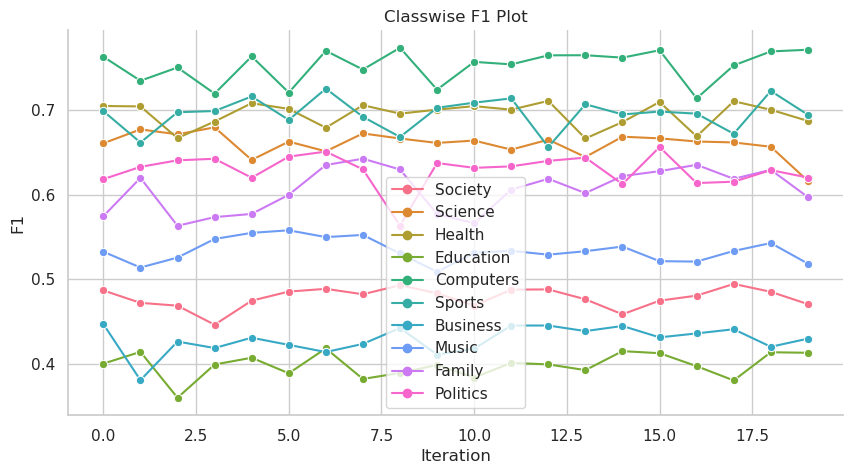 Classwise F1 Plot
F1
0.7
0.6
0.5
0.4
Society
Science
Health
Education
Computers
Sports
Business
Music
Family
Politics
0.0 2.5 5.0 7.5 10.0 12.5 15.0 17.5
Iteration